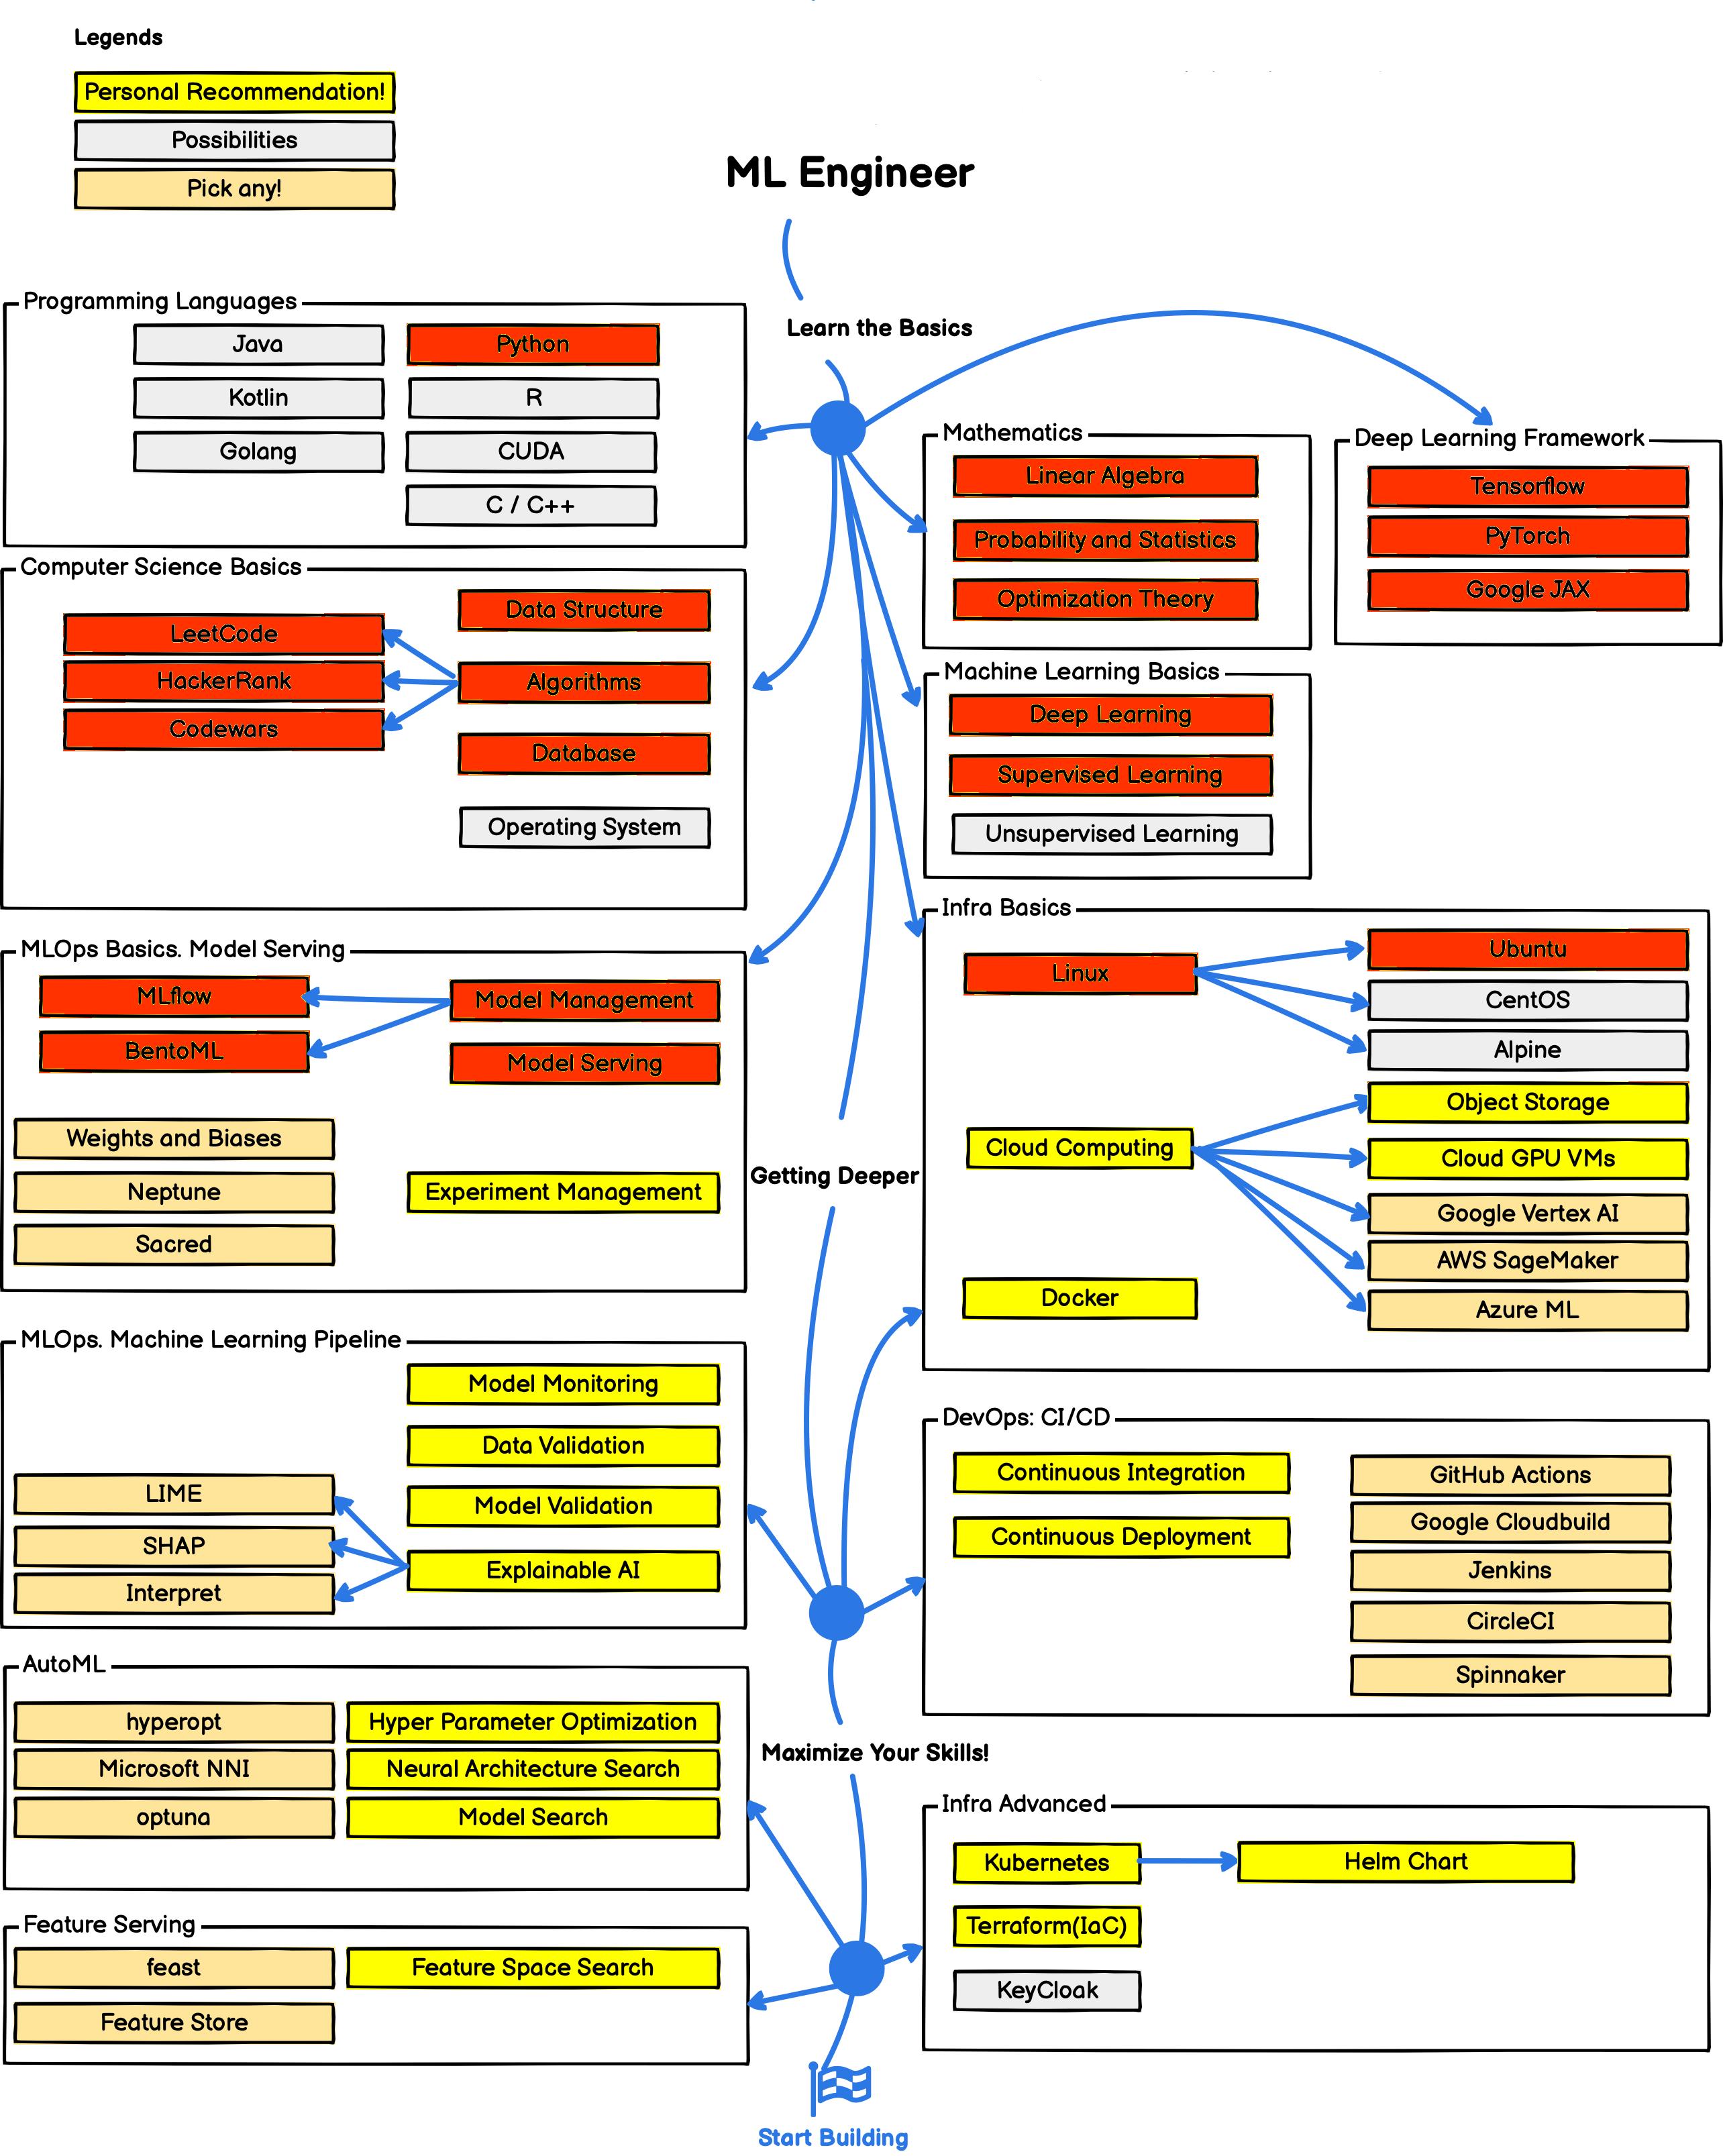 Legends
Personal Recommendation!
Possibilities
Pick any!
ML Engineer
Learn the Basics
Programming Languages
Java
Python
Kotlin
R
Golang
CUDA
C / C++
Mathematics
Linear Algebra
Probability and Statistics
Optimization Theory
Deep Learning Framework
Tensorflow
PyTorch
Google JAX
Computer Science Basics
Data Structure
LeetCode
HackerRank
Algorithms
Codewars
Database
Operating System
Machine Learning Basics
Deep Learning
Supervised Learning
Unsupervised Learning
MLOps Basics. Model Serving
MLflow
Model Management
BentoML
Model Serving
Weights and Biases
Neptune
Experiment Management
Sacred
Infra Basics
Linux
Ubuntu
CentOS
Alpine
Object Storage
Cloud Computing
Cloud GPU VMs
Google Vertex AI
AWS SageMaker
Docker
Azure ML
Getting Deeper
MLOps. Machine Learning Pipeline
Model Monitoring
Data Validation
LIME
Model Validation
SHAP
Explainable AI
Interpret
DevOps: CI/CD
Continuous Integration
GitHub Actions
Google Cloudbuild
Continuous Deployment
Jenkins
CircleCI
Spinnaker
AutoML
hyperopt
Hyper Parameter Optimization
Microsoft NNI
Neural Architecture Search
optuna
Model Search
Maximize Your Skills!
Infra Advanced
Kubernetes
Helm Chart
Terraform(IaC)
KeyCloak
Feature Serving
feast
Feature Space Search
Feature Store
Start Building